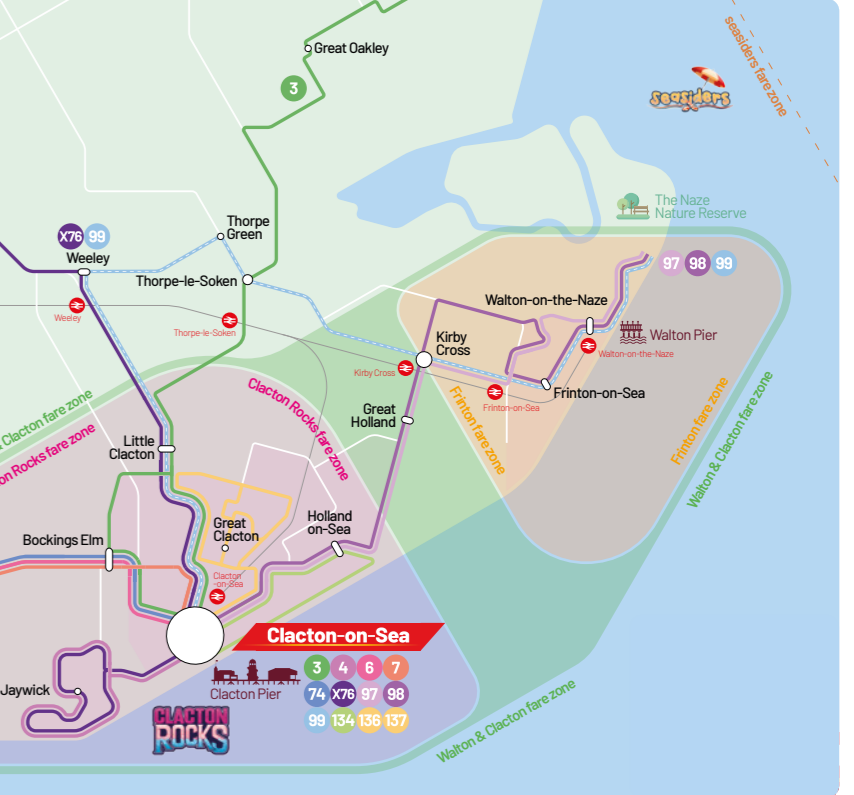 Great Oakley
3
seasiders fare zone
seasiders
The Naze
Nature Reserve
Thorpe
Green
X76 99
Weeley
97 98 99
Thorpe-le-Soken
Walton-on-the-Naze
Weeley
Thorpe-le-Soken
Walton Pier
Kirby
Cross
Walton-on-the-Naze
Kirby Cross
Frinton-on-Sea
Frinton-on-Sea
Clacton Rocks fare zone
Frinton fare zone
Frinton fare zone
Walton & Clacton fare zone
& Clacton fare zone
on Rocks fare zone
Great
Holland
Little
Clacton
Great
Clacton
Holland
on-Sea
Bockings Elm
Clacton
-on-Sea
Clacton-on-Sea
3 4 6 7
Clacton Pier
74 X76 97 98
99 134 136 137
Jaywick
CLACTON
ROCKS
Walton & Clacton fare zone